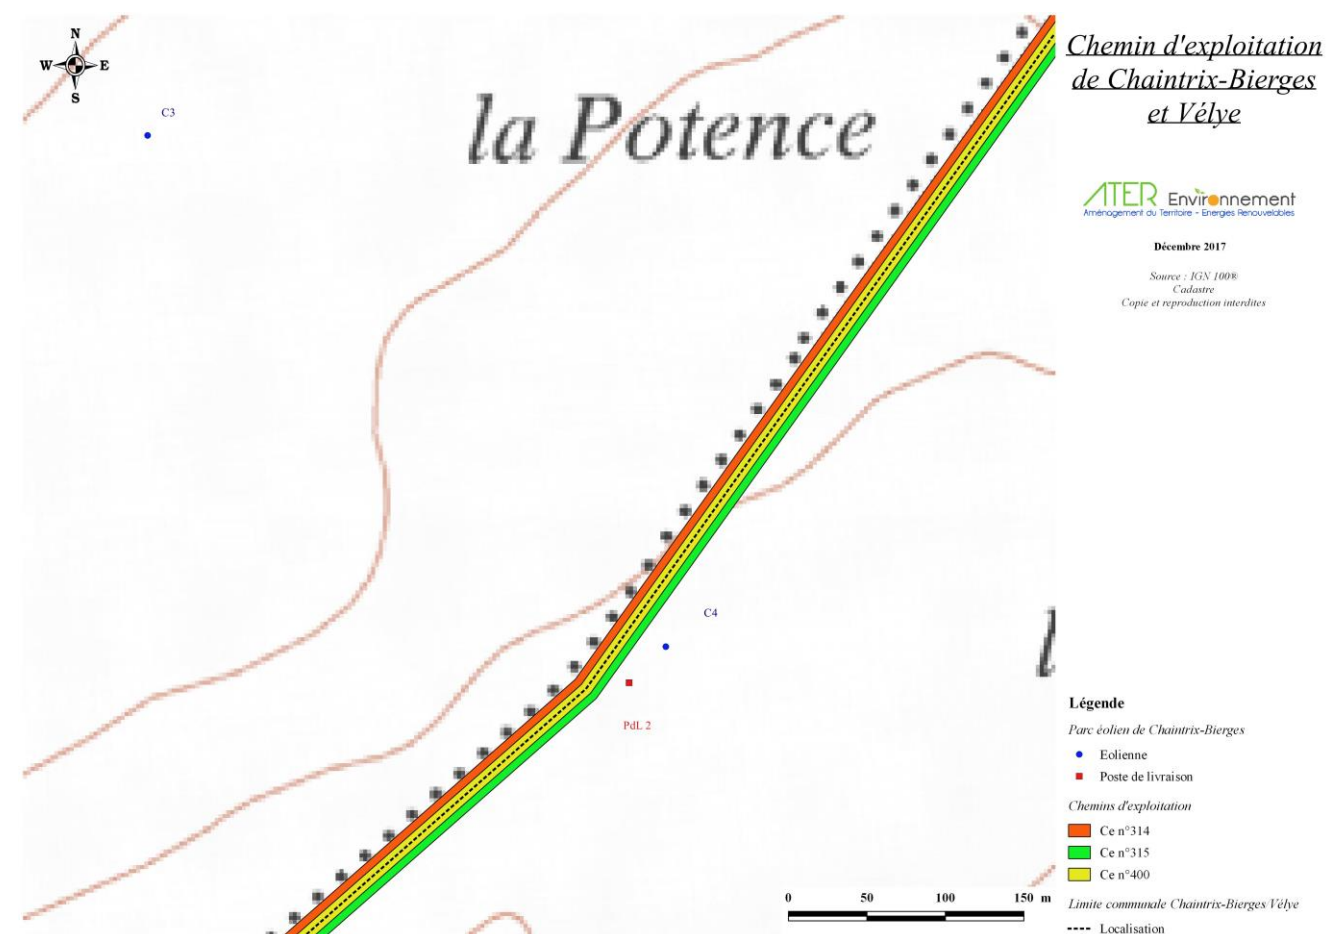 N
W E
S
C3
la Potence
C4
PdL 2
l
0 50 100 150 m
Chemin d'exploitation
de Chaintrix-Bierges
et Vélye
ATER Environnement
Aménagement du Territoire - Energies Renouvelables
Décembre 2017
Source : IGN 100®
Cadastre
Copie et reproduction interdites
Légende
Parc éolien de Chaintrix-Bierges
Eolienne
Poste de livraison
Chemins d'exploitation
Ce n°314
Ce n°315
Ce n°400
Limite communale Chaintrix-Bierges Vélye
Localisation